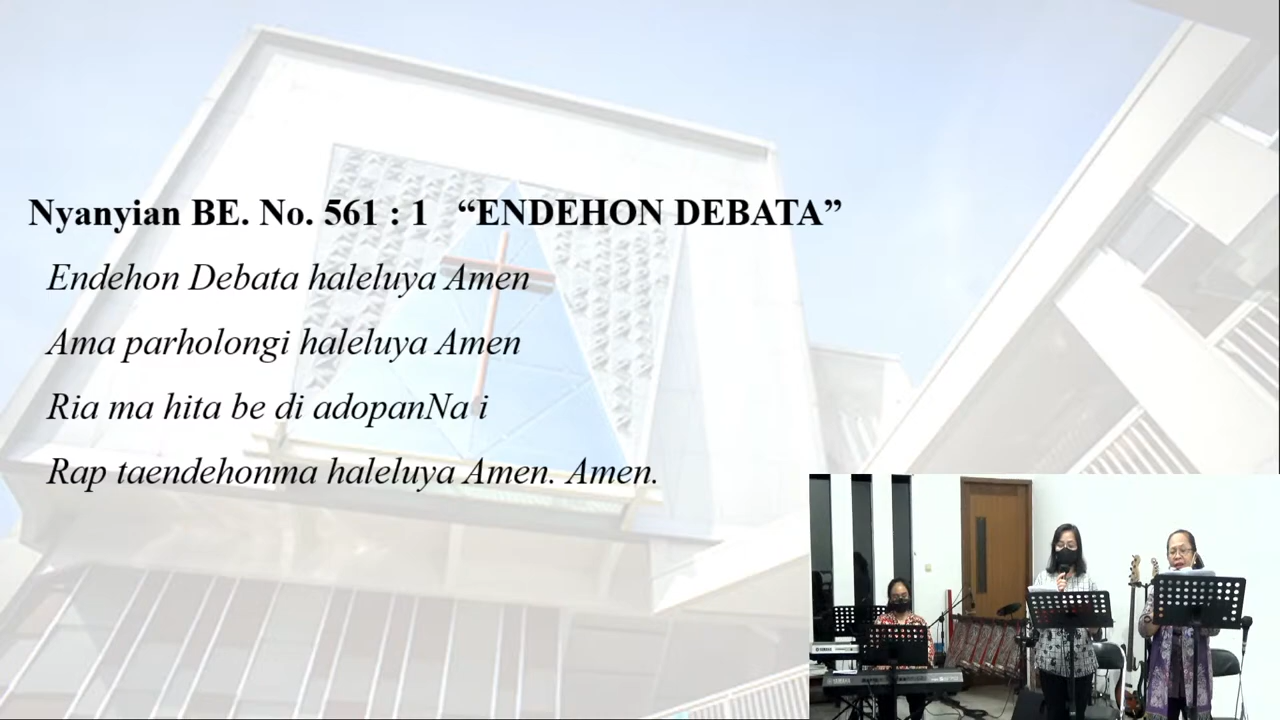 Nyanyian BE. No. 561 : 1 “ENDEHON DEBATA”
Endehon Debata haleluya Amen
Ama parholongi haleluya Amen
Ria ma hita be di adopanNa i
Rap taendehonma haleluya Amen. Amen.
YAMAHA